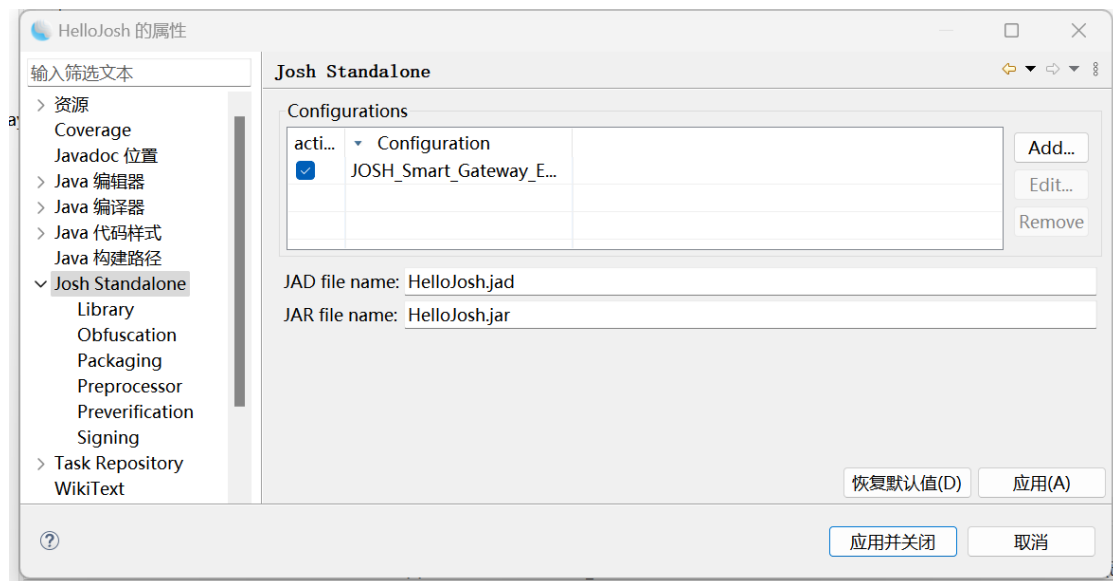 HelloJosh 的属性
输入筛选文本
资源
Coverage
Javadoc 位置
Java 编辑器
Java 编译器
Java 代码样式
Java 构建路径
Josh Standalone
Library
Obfuscation
Packaging
Preprocessor
Preverification
Signing
Task Repository
WikiText
Josh Standalone
Configurations
acti... Configuration
JOSH_Smart_Gateway_E...
Add...
Edit...
Remove
JAD file name: HelloJosh.jad
JAR file name: HelloJosh.jar
恢复默认值(D) 应用(A)
应用并关闭 取消